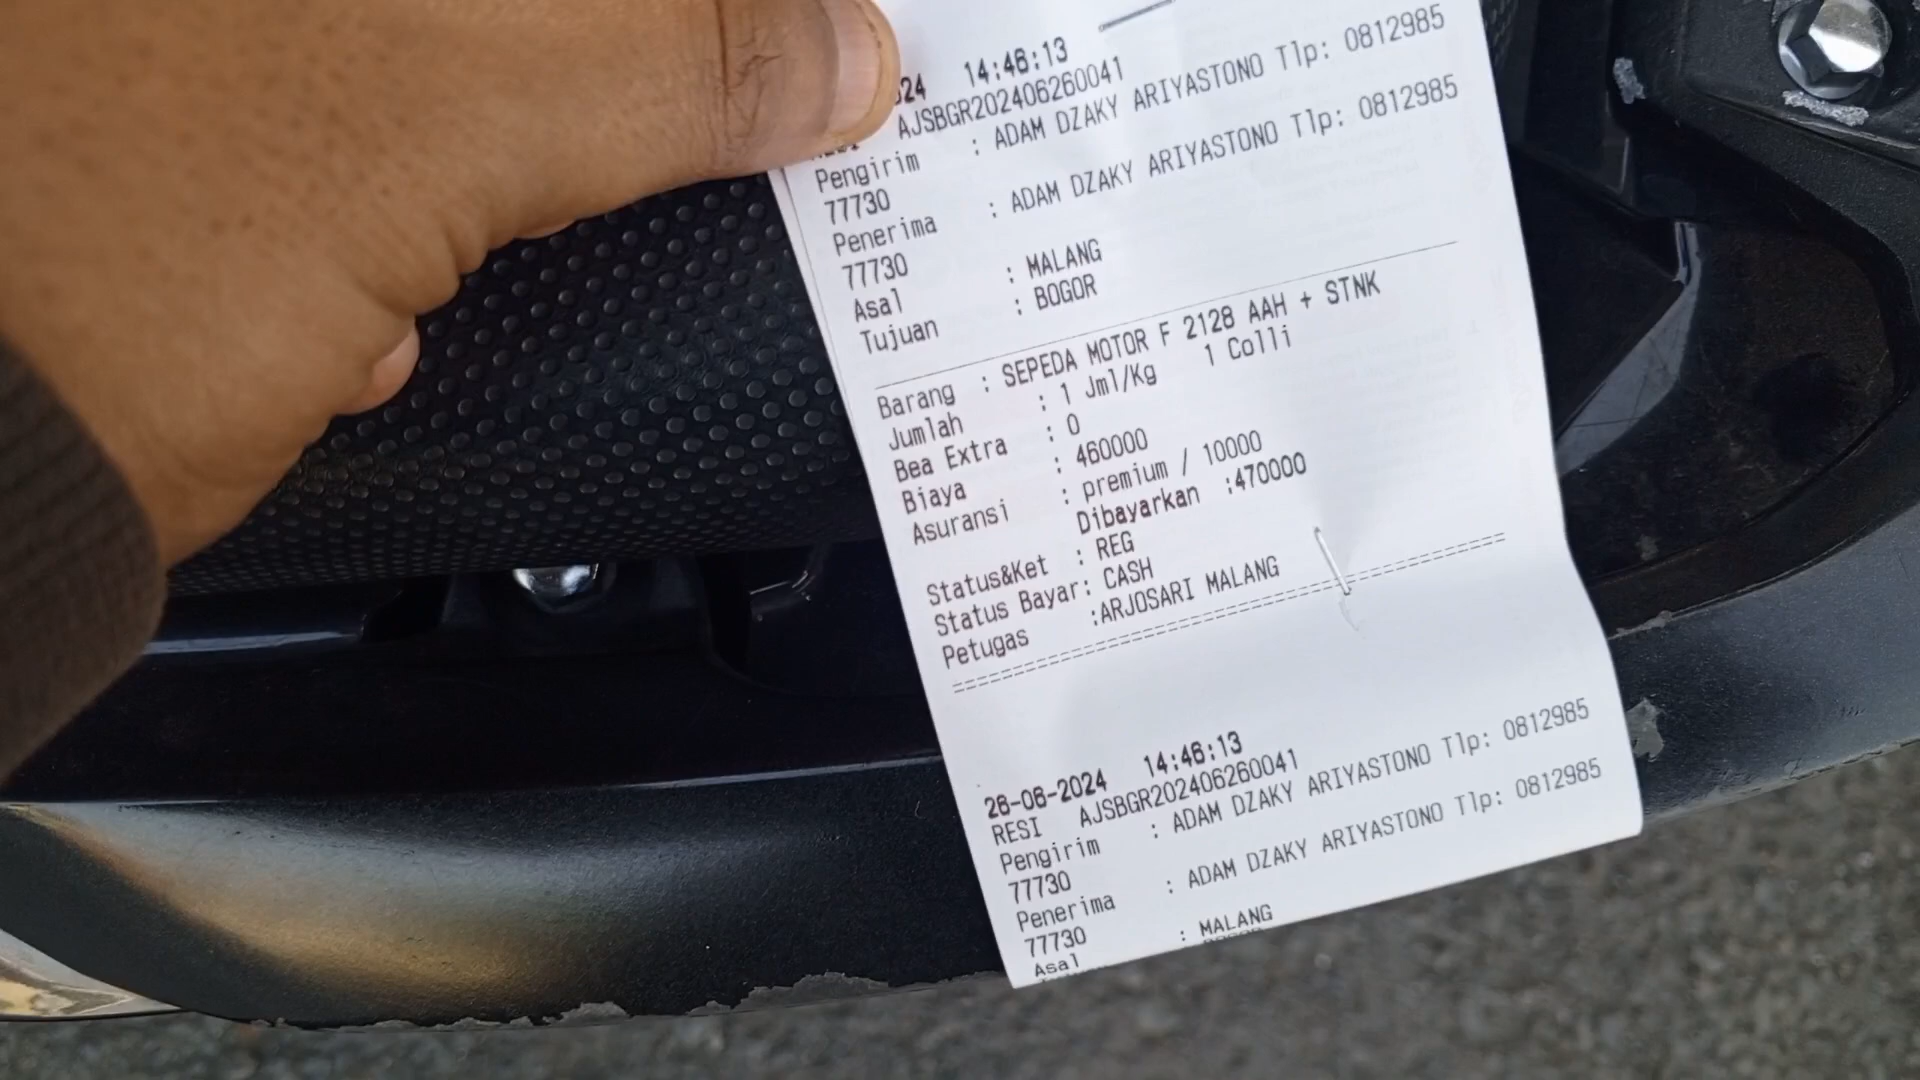 24 14:46:13
AJSBGR202406260041
Pengirim : ADAM DZAKY ARIYASTONO Tlp: 0812985
77730
Penerima : ADAM DZAKY ARIYASTONO Tlp: 0812985
77730
Asal : MALANG
Tujuan : BOGOR
Barang : SEPEDA MOTOR F 2128 AAH + STNK
Jumlah : 1 Jml/Kg 1 Colli
Bea Extra : 0
Biaya : 460000
Asuransi : premium / 10000
Dibayarkan :470000
Status&Ket : REG
Status Bayar: CASH
Petugas :ARJOSARI MALANG
26-06-2024 14:46:13
RESI AJSBGR202406260041
Pengirim : ADAM DZAKY ARIYASTONO Tlp: 0812985
77730
Penerima : ADAM DZAKY ARIYASTONO Tlp: 0812985
77730
Asal : MALANG